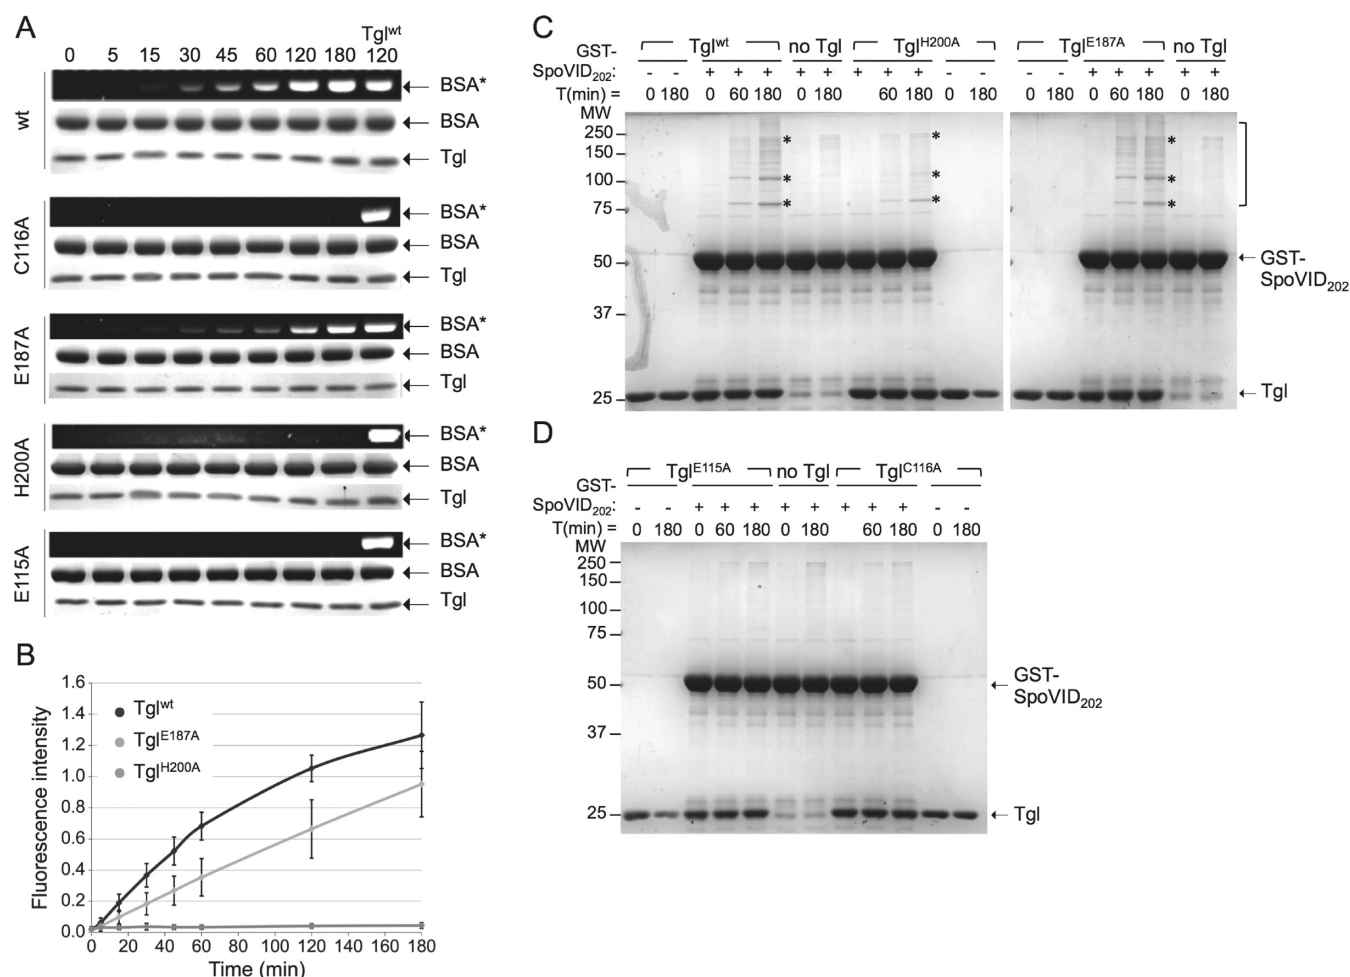 A
Tgl^wt
0 5 15 30 45 60 120 180 120
wt
BSA*
BSA
Tgl
C116A
BSA*
BSA
Tgl
E187A
BSA*
BSA
Tgl
H200A
BSA*
BSA
Tgl
E115A
BSA*
BSA
Tgl
B
Fluorescence intensity
1.6
1.4
1.2
1.0
0.8
0.6
0.4
0.2
0.0
Tgl^wt
Tgl^E187A
Tgl^H200A
0 20 40 60 80 100 120 140 160 180
Time (min)
C
GST- Tgl^wt no Tgl Tgl^H200A Tgl^E187A no Tgl
SpoVID₂₀₂: - - + + + + + + + + - - - - + + + + +
T(min) = 0 180 0 60 180 0 180 0 60 180 0 180 0 180 0 60 180 0 180
MW
250
150
100
75
50
37
25
* * *
* * *
* * *
GST-
SpoVID₂₀₂
Tgl
D
Tgl^E115A no Tgl Tgl^C116A
GST-
SpoVID₂₀₂: - - + + + + + + + + - -
T(min) = 0 180 0 60 180 0 180 0 60 180 0 180
MW
250
150
100
75
50
37
25
GST-
SpoVID₂₀₂
Tgl